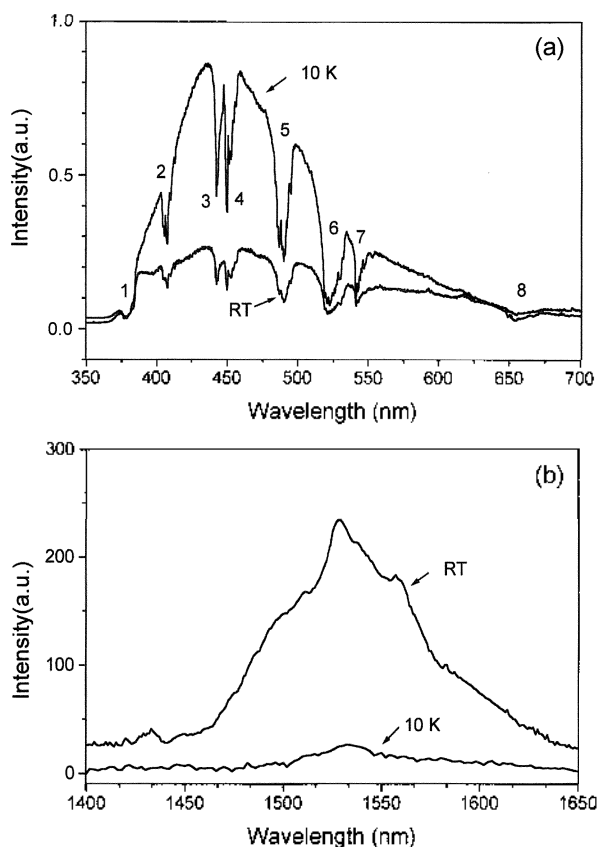 (a)
1.0
10 K
0.5
Intensity(a.u.)
1
2
3
4
5
6
7
8
RT
0.0
350 400 450 500 550 600 650 700
Wavelength (nm)
(b)
300
200
100
0
Intensity(a.u.)
RT
10 K
1400 1450 1500 1550 1600 1650
Wavelength (nm)